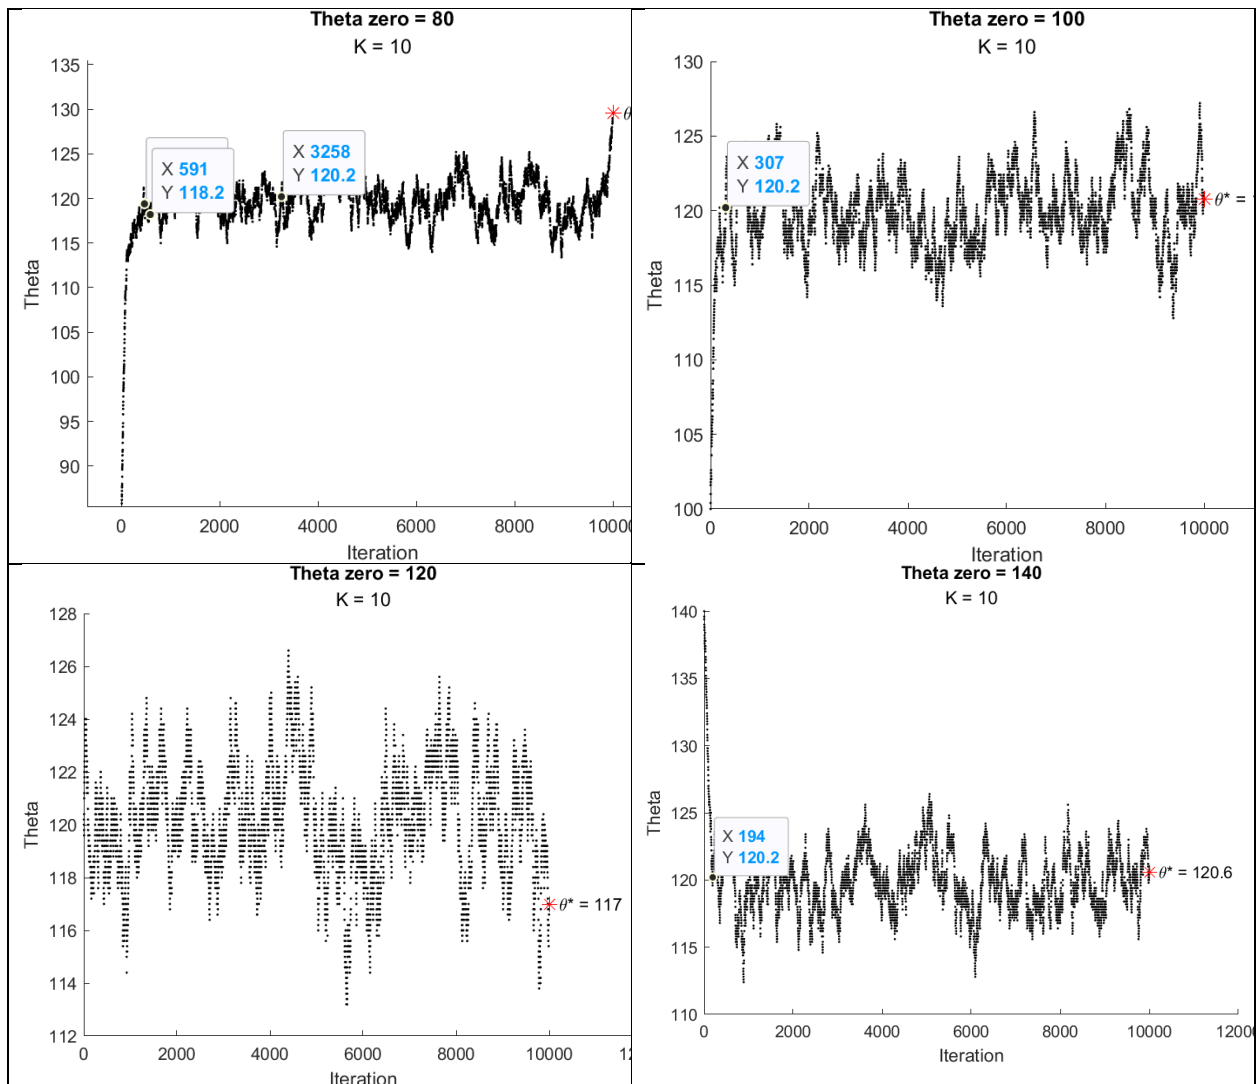 Theta zero = 80
K = 10
135
130
125
120
115
110
105
100
95
90
Theta
X 591
Y 118.2
X 3258
Y 120.2
θ
0
2000
4000
6000
8000
10000
Iteration
Theta zero = 100
K = 10
130
125
120
115
110
105
100
Theta
X 307
Y 120.2
θ* =
0
2000
4000
6000
8000
10000
Iteration
Theta zero = 120
K = 10
128
126
124
122
120
118
116
114
112
Theta
θ* = 117
0
2000
4000
6000
8000
10000
Iteration
Theta zero = 140
K = 10
140
135
130
125
120
115
110
Theta
X 194
Y 120.2
θ* = 120.6
0
2000
4000
6000
8000
10000
1200
Iteration